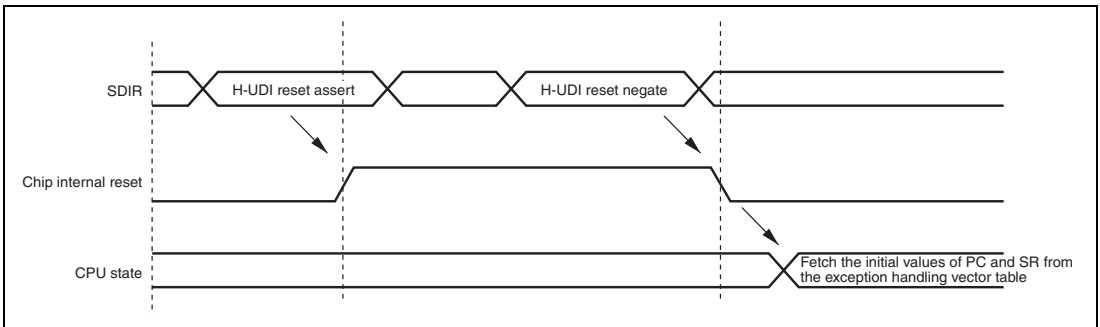 SDIR
H-UDI reset assert
H-UDI reset negate
Chip internal reset
CPU state
Fetch the initial values of PC and SR from
the exception handling vector table